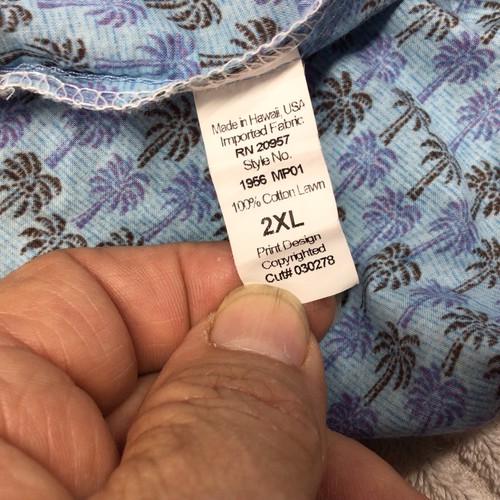 Made in Hawaii, USA
Imported Fabric
RN 20957
Style No.
1956 MP01
100% Cotton Lawn
2XL
Print Design
Copyrighted
Cut# 030278